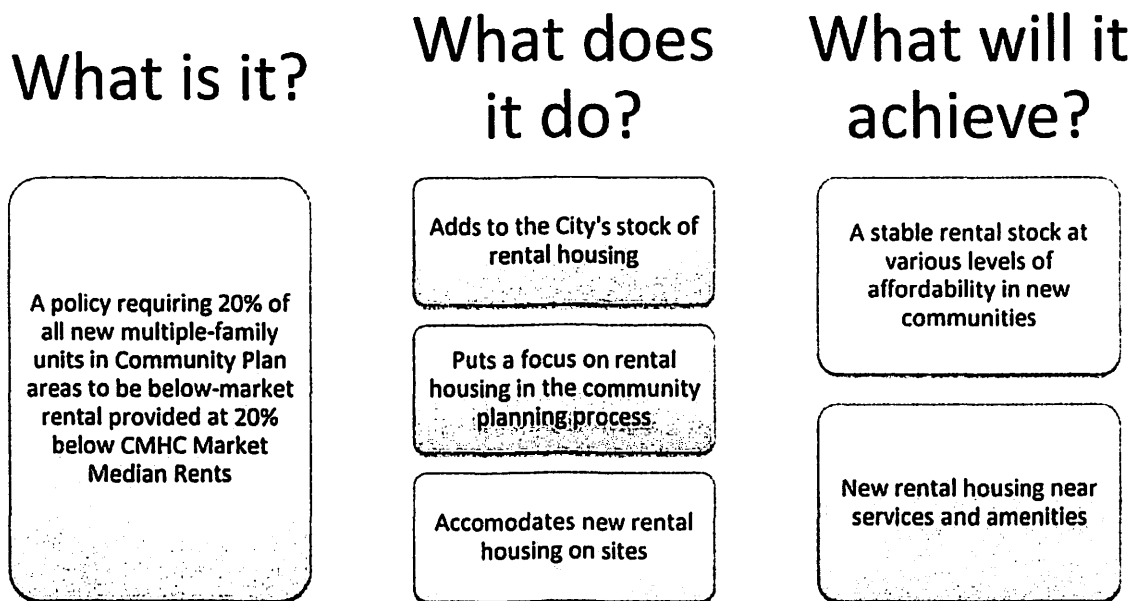 What is it?
A policy requiring 20% of
all new multiple-family
units in Community Plan
areas to be below-market
rental provided at 20%
below CMHC Market
Median Rents
What does
it do?
Adds to the City's stock of
rental housing
Puts a focus on rental
housing in the community
planning process.
Accomodates new rental
housing on sites
What will it
achieve?
A stable rental stock at
various levels of
affordability in new
communities
New rental housing near
services and amenities